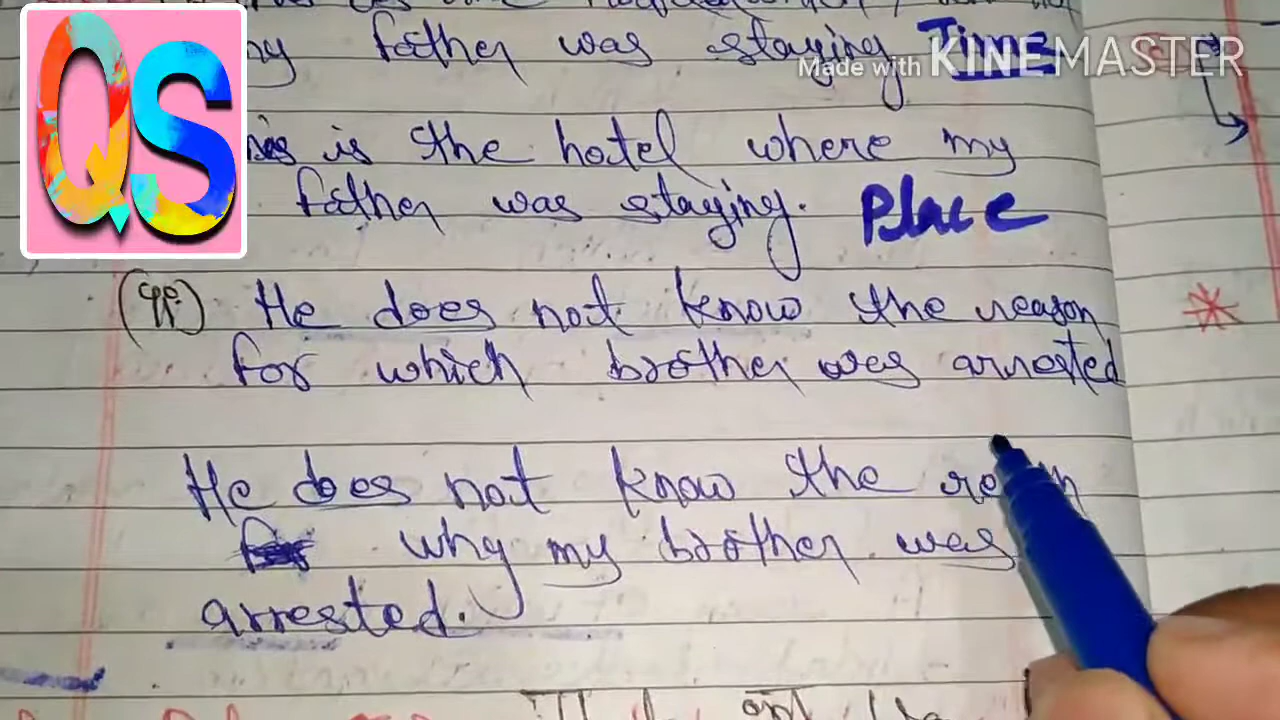 my father was staying Time
Made with KINEMASTER
QS
is the hotel where my
father was staying. Place
He does not know the reason
for which brother was arrested
He does not know the
why my brother was
arrested.